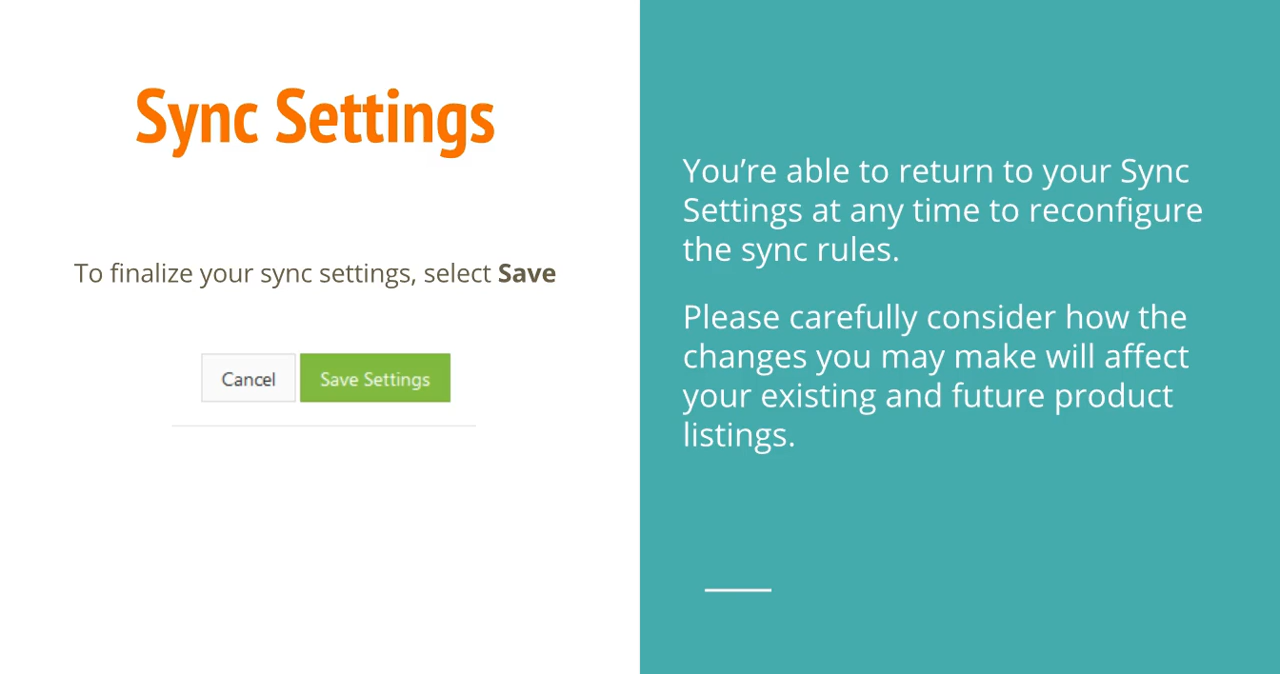 Sync Settings
To finalize your sync settings, select Save
Cancel
Save Settings
You’re able to return to your Sync
Settings at any time to reconfigure
the sync rules.
Please carefully consider how the
changes you may make will affect
your existing and future product
listings.